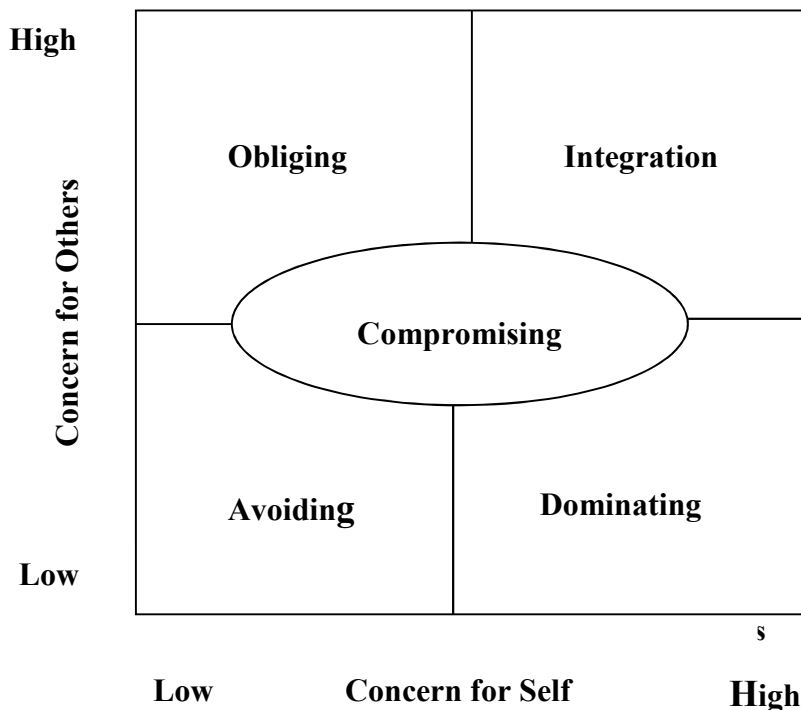 High
Obliging
Integration
Concern for Others
Compromising
Avoiding
Dominating
Low
s
Low
Concern for Self
High